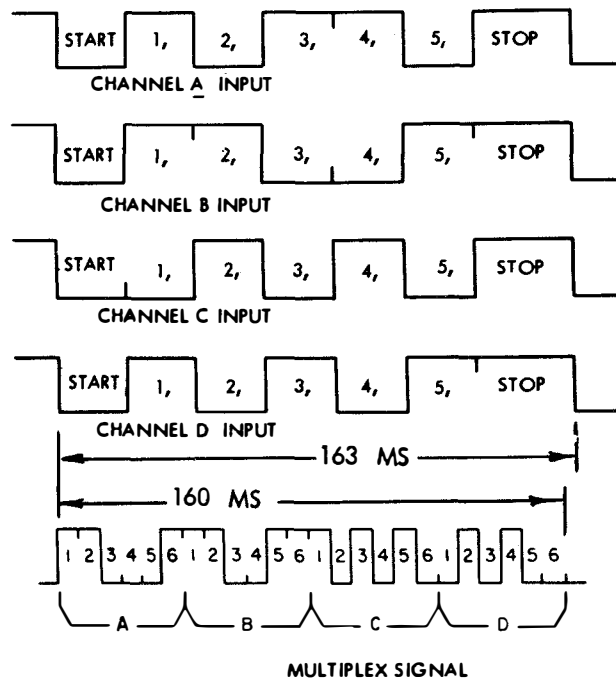 START 1, 2, 3, 4, 5, STOP
CHANNEL A INPUT
START 1, 2, 3, 4, 5, STOP
CHANNEL B INPUT
START 1, 2, 3, 4, 5, STOP
CHANNEL C INPUT
START 1, 2, 3, 4, 5, STOP
CHANNEL D INPUT
163 MS
160 MS
1 2 3 4 5 6 1 2 3 4 5 6 1 2 3 4 5 6 1 2 3 4 5 6
A B C D
MULTIPLEX SIGNAL